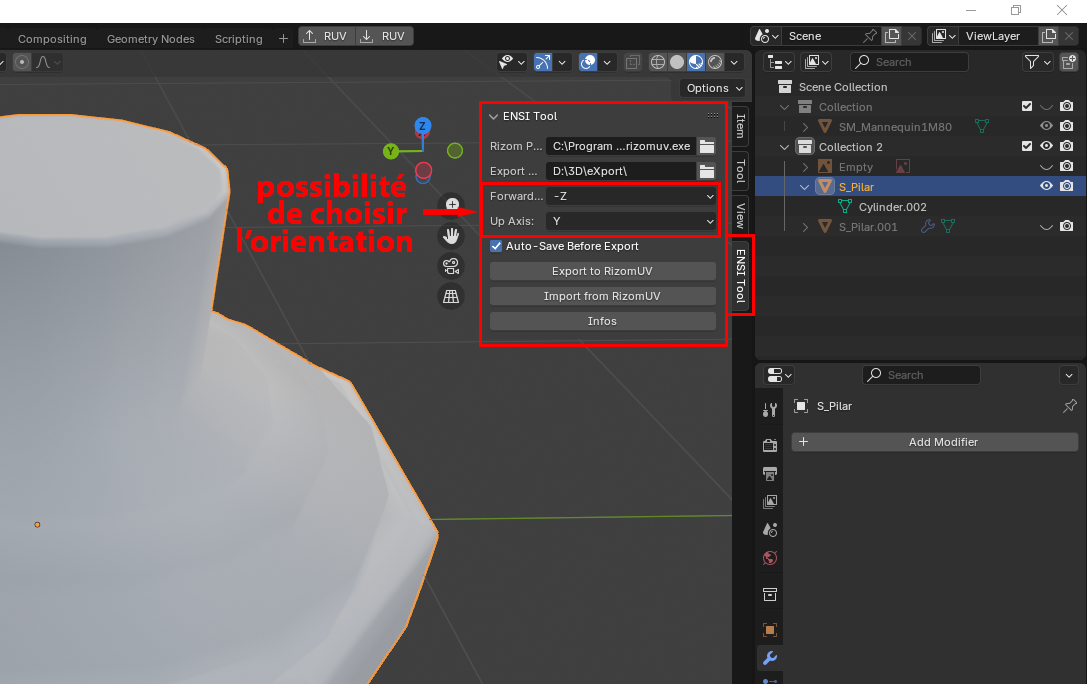 Compositing
Geometry Nodes
Scripting
+
RUV
RUV
Scene
ViewLayer
Search
Options
Scene Collection
Collection
SM_Mannequin1M80
Collection 2
Empty
S_Pilar
Cylinder.002
S_Pilar.001
Z
Y
ENSI Tool
Rizom P...
C:\Program ...rizomuv.exe
Export ...
D:\3D\eXport\
Forward...
-Z
Up Axis:
Y
Auto-Save Before Export
Export to RizomUV
Import from RizomUV
Infos
Item
Tool
View
ENSI Tool
possibilité
de choisir
l'orientation
Search
S_Pilar
+
Add Modifier